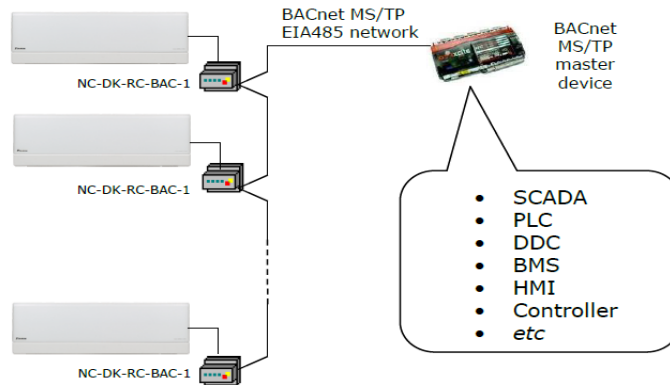 BACnet MS/TP
EIA485 network
BACnet
MS/TP
master
device
NC-DK-RC-BAC-1
NC-DK-RC-BAC-1
NC-DK-RC-BAC-1
• SCADA
• PLC
• DDC
• BMS
• HMI
• Controller
• etc